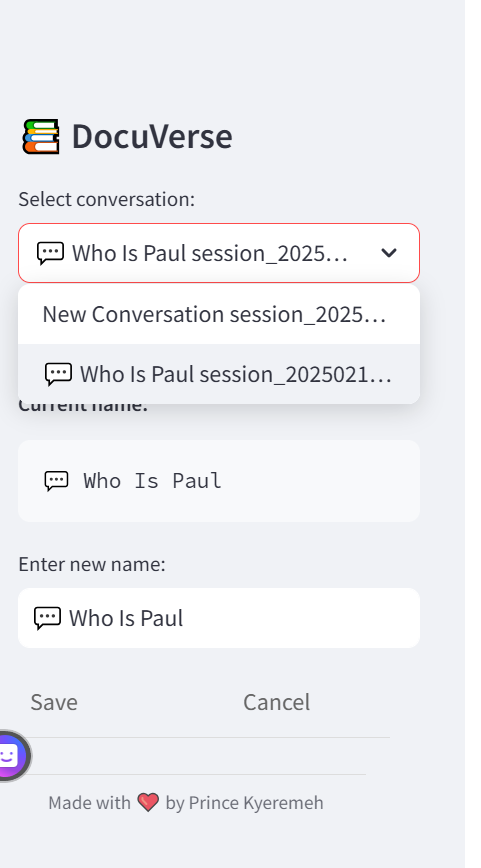 📚 DocuVerse
Select conversation:
💬 Who Is Paul session_2025...
New Conversation session_2025...
💬 Who Is Paul session_2025021...
Current name:
💬 Who Is Paul
Enter new name:
💬 Who Is Paul
Save
Cancel
Made with ❤️ by Prince Kyeremeh